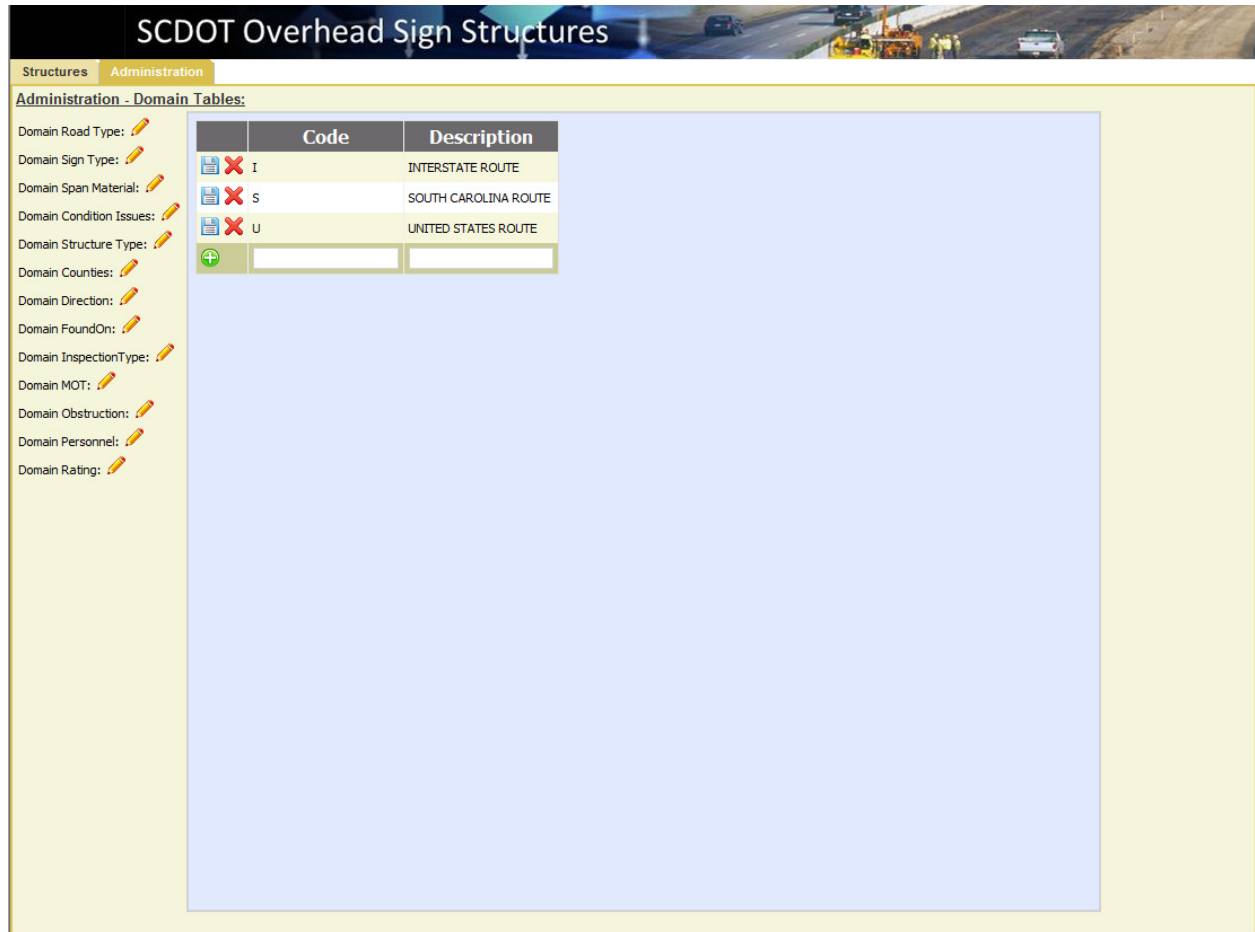 SCDOT Overhead Sign Structures
Structures Administration
Administration - Domain Tables:
Domain Road Type:
Domain Sign Type:
Domain Span Material:
Domain Condition Issues:
Domain Structure Type:
Domain Counties:
Domain Direction:
Domain FoundOn:
Domain InspectionType:
Domain MOT:
Domain Obstruction:
Domain Personnel:
Domain Rating:
Code Description
I INTERSTATE ROUTE
S SOUTH CAROLINA ROUTE
U UNITED STATES ROUTE